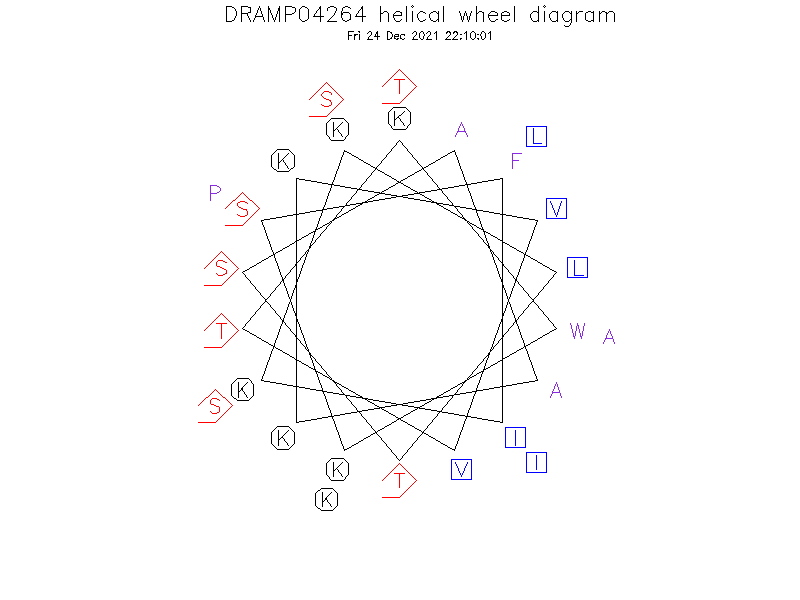 DRAMP04264 helical wheel diagram
Fri 24 Dec 2021 22:10:01
T
S
K
K
A
L
K
F
P
S
V
S
L
T
W
A
K
A
S
K
I
I
K
V
T
K